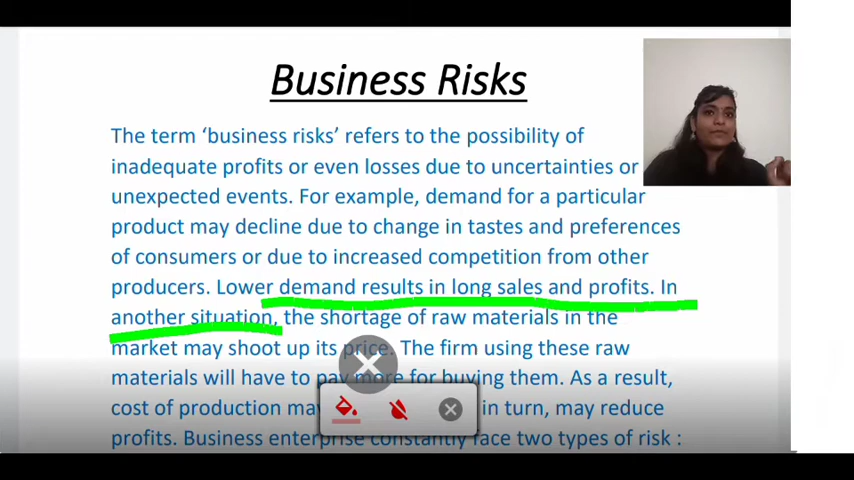 Business Risks
The term ‘business risks’ refers to the possibility of
inadequate profits or even losses due to uncertainties or
unexpected events. For example, demand for a particular
product may decline due to change in tastes and preferences
of consumers or due to increased competition from other
producers. Lower demand results in long sales and profits. In
another situation, the shortage of raw materials in the
market may shoot up its price. The firm using these raw
materials will have to pay more for buying them. As a result,
cost of production may in turn, may reduce
profits. Business enterprise constantly face two types of risk :